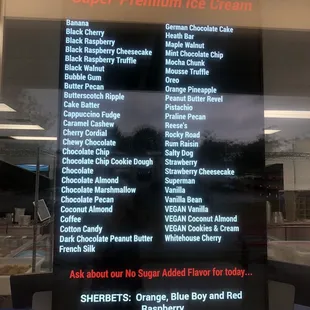 Super Premium Ice Cream
Banana
Black Cherry
Black Raspberry
Black Raspberry Cheesecake
Black Raspberry Truffle
Black Walnut
Bubble Gum
Butter Pecan
Butterscotch Ripple
Cake Batter
Cappuccino Fudge
Caramel Cashew
Cherry Cordial
Chewy Chocolate
Chocolate Chip
Chocolate Chip Cookie Dough
Chocolate
Chocolate Almond
Chocolate Marshmallow
Chocolate Pecan
Coconut Almond
Coffee
Cotton Candy
Dark Chocolate Peanut Butter
French Silk
German Chocolate Cake
Heath Bar
Maple Walnut
Mint Chocolate Chip
Mocha Chunk
Mousse Truffle
Oreo
Orange Pineapple
Peanut Butter Revel
Pistachio
Praline Pecan
Reese's
Rocky Road
Rum Raisin
Salty Dog
Strawberry
Strawberry Cheesecake
Superman
Vanilla
Vanilla Bean
VEGAN Vanilla
VEGAN Coconut Almond
VEGAN Cookies & Cream
Whitehouse Cherry
Ask about our No Sugar Added Flavor for today...
SHERBETS: Orange, Blue Boy and Red
Raspberry